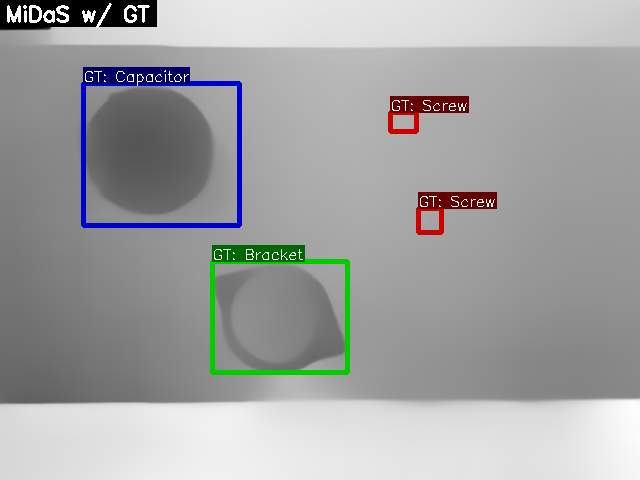 MiDaS w/ GT
GT: Capacitor
GT: Screw
GT: Screw
GT: Bracket